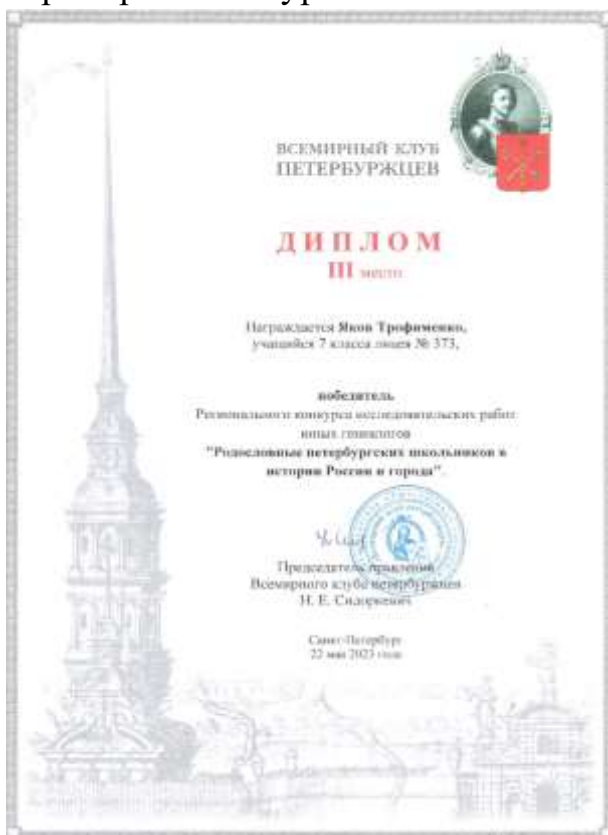 ВСЕМИРНЫЙ КЛУБ
ПЕТЕРБУРЖЦЕВ
ДИПЛОМ
III место
Награждается Яков Трофименко,
учащийся 7 класса лицея № 373,
победитель
Регионального конкурса исследовательских работ
юных генеалогов
"Родословные петербургских школьников в
истории России и города".
Председатель правления
Всемирного клуба петербуржцев
Н. Е. Сидоркевич
Санкт-Петербург
22 мая 2023 года